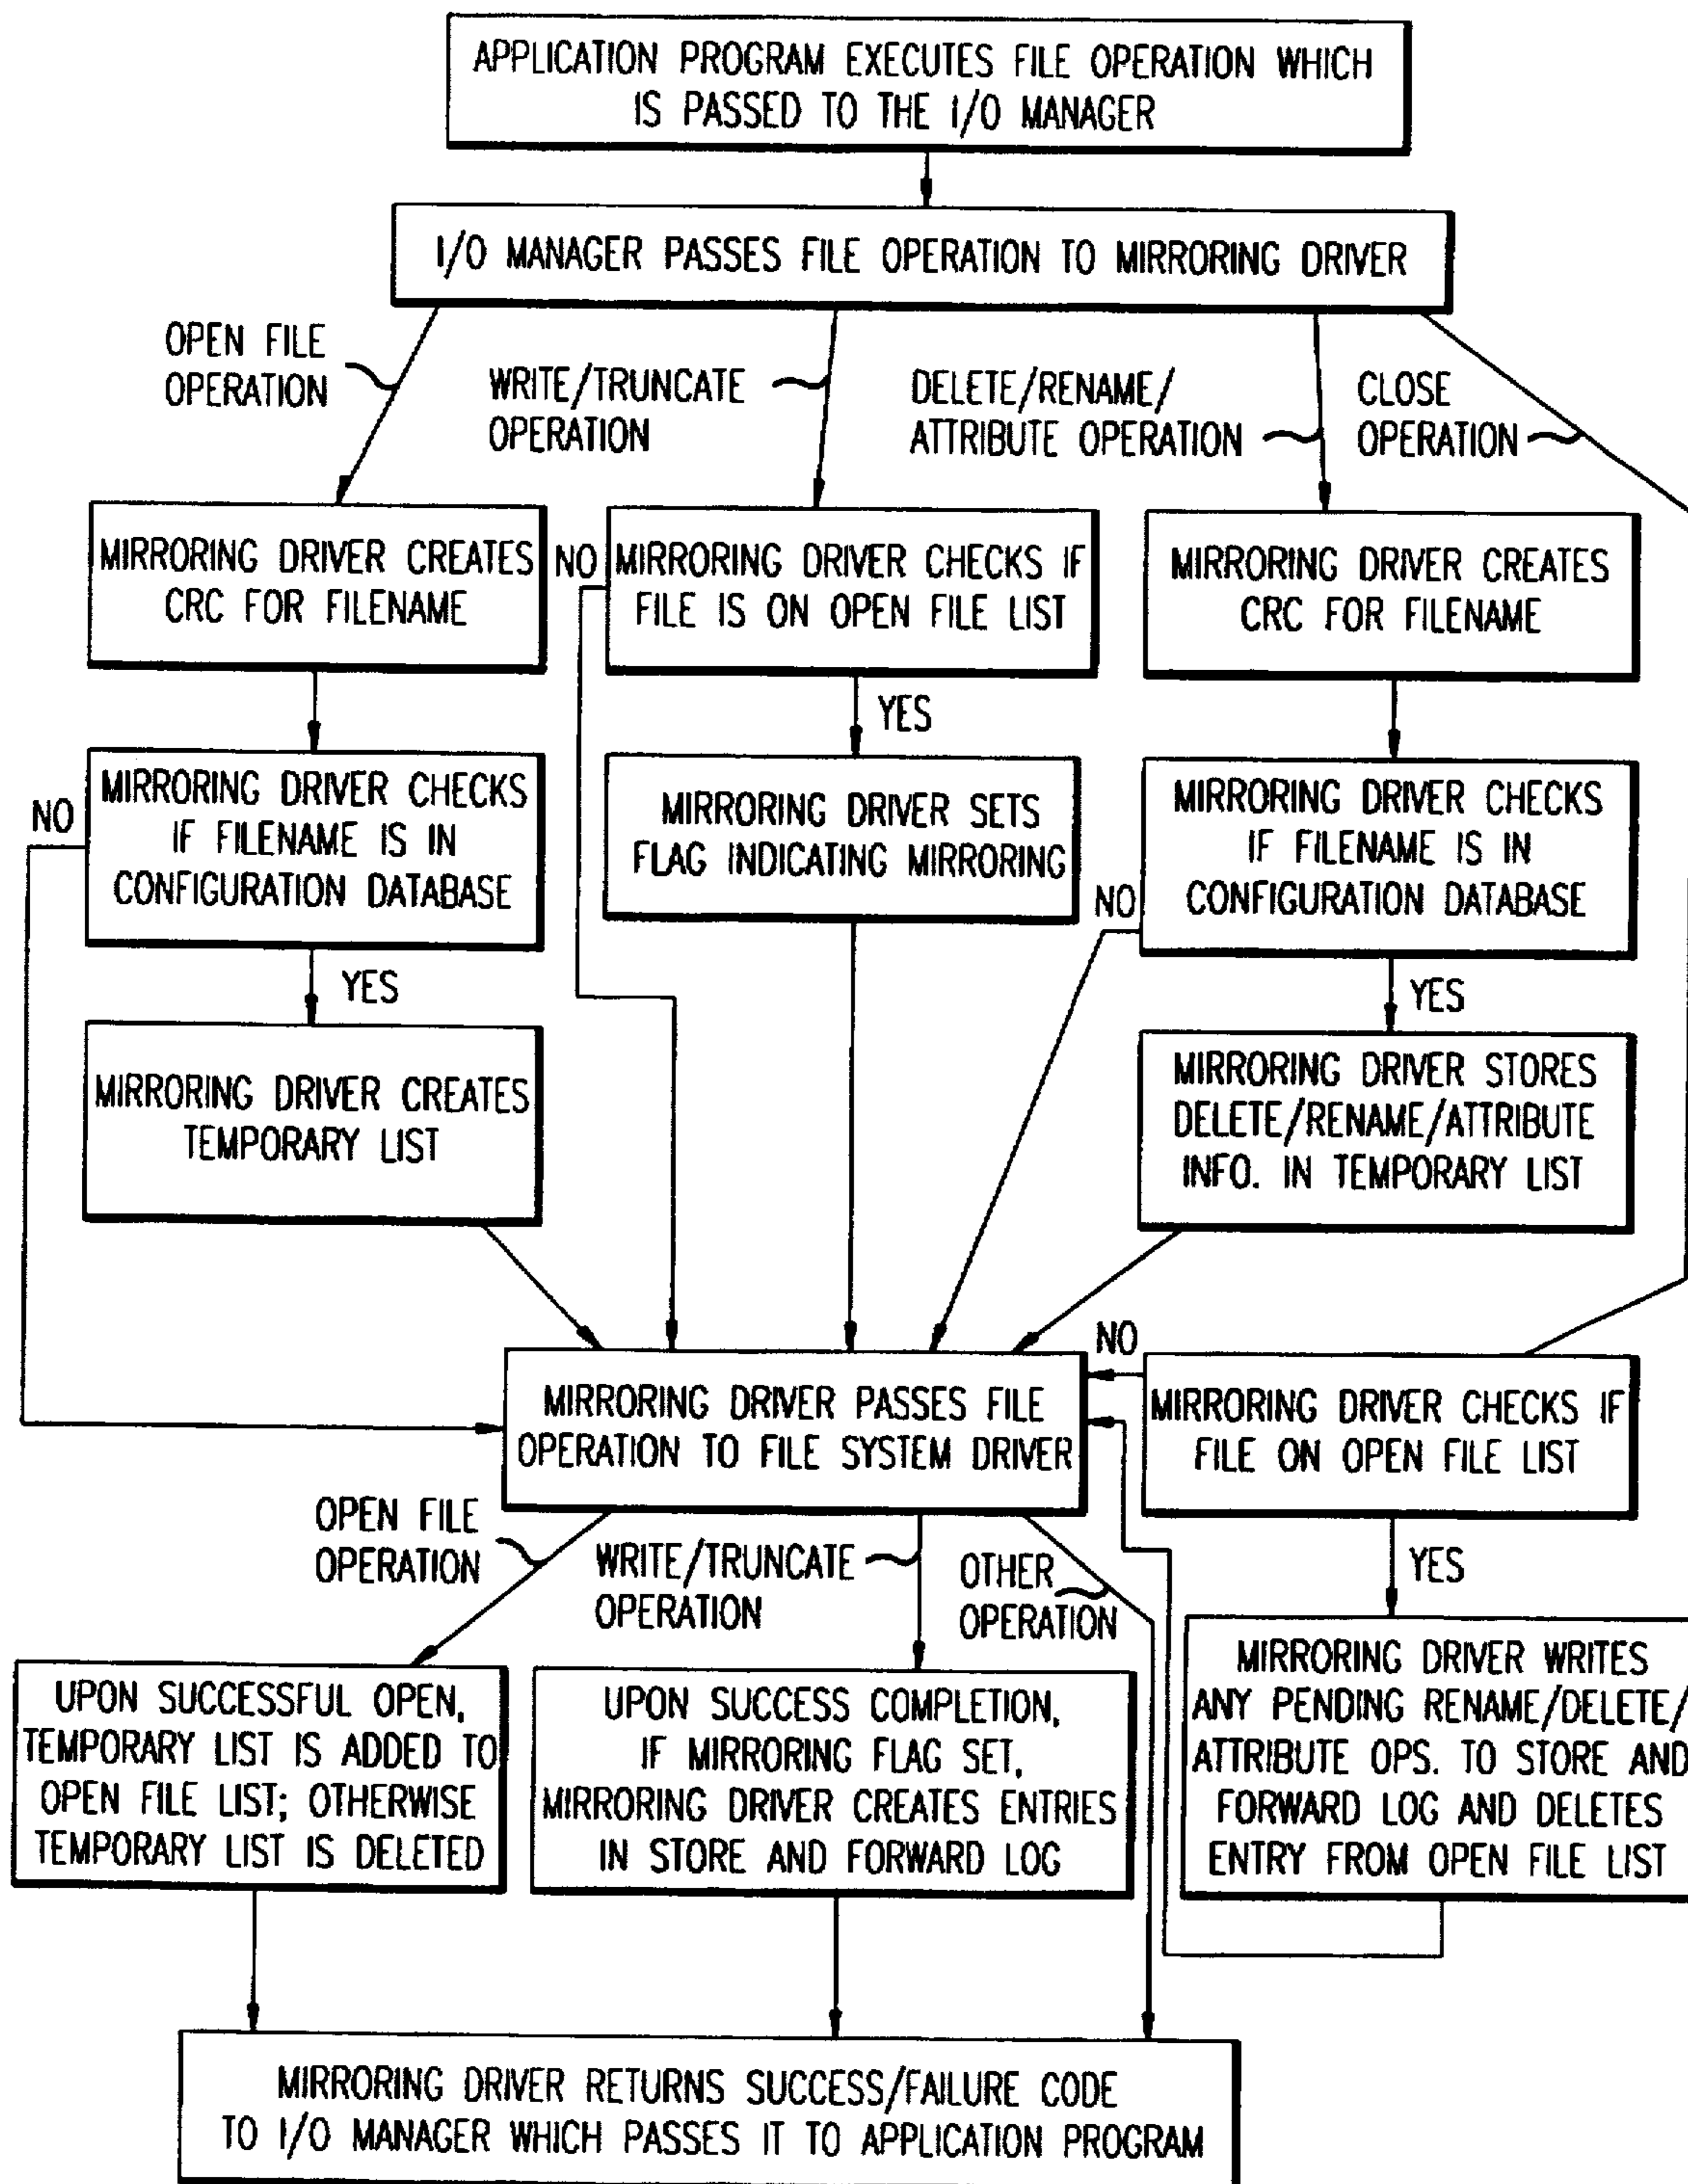 APPLICATION PROGRAM EXECUTES FILE OPERATION WHICH
IS PASSED TO THE I/O MANAGER
I/O MANAGER PASSES FILE OPERATION TO MIRRORING DRIVER
OPEN FILE
OPERATION
WRITE/TRUNCATE
OPERATION
DELETE/RENAME/
ATTRIBUTE OPERATION
CLOSE
OPERATION
MIRRORING DRIVER CREATES
CRC FOR FILENAME
NO
MIRRORING DRIVER CHECKS IF
FILE IS ON OPEN FILE LIST
MIRRORING DRIVER CREATES
CRC FOR FILENAME
YES
NO
MIRRORING DRIVER CHECKS
IF FILENAME IS IN
CONFIGURATION DATABASE
MIRRORING DRIVER SETS
FLAG INDICATING MIRRORING
NO
MIRRORING DRIVER CHECKS
IF FILENAME IS IN
CONFIGURATION DATABASE
YES
YES
MIRRORING DRIVER CREATES
TEMPORARY LIST
MIRRORING DRIVER STORES
DELETE/RENAME/ATTRIBUTE
INFO. IN TEMPORARY LIST
NO
MIRRORING DRIVER PASSES FILE
OPERATION TO FILE SYSTEM DRIVER
MIRRORING DRIVER CHECKS IF
FILE ON OPEN FILE LIST
OPEN FILE
OPERATION
WRITE/TRUNCATE
OPERATION
OTHER
OPERATION
YES
UPON SUCCESSFUL OPEN,
TEMPORARY LIST IS ADDED TO
OPEN FILE LIST; OTHERWISE
TEMPORARY LIST IS DELETED
UPON SUCCESS COMPLETION,
IF MIRRORING FLAG SET,
MIRRORING DRIVER CREATES ENTRIES
IN STORE AND FORWARD LOG
MIRRORING DRIVER WRITES
ANY PENDING RENAME/DELETE/
ATTRIBUTE OPS. TO STORE AND
FORWARD LOG AND DELETES
ENTRY FROM OPEN FILE LIST
MIRRORING DRIVER RETURNS SUCCESS/FAILURE CODE
TO I/O MANAGER WHICH PASSES IT TO APPLICATION PROGRAM